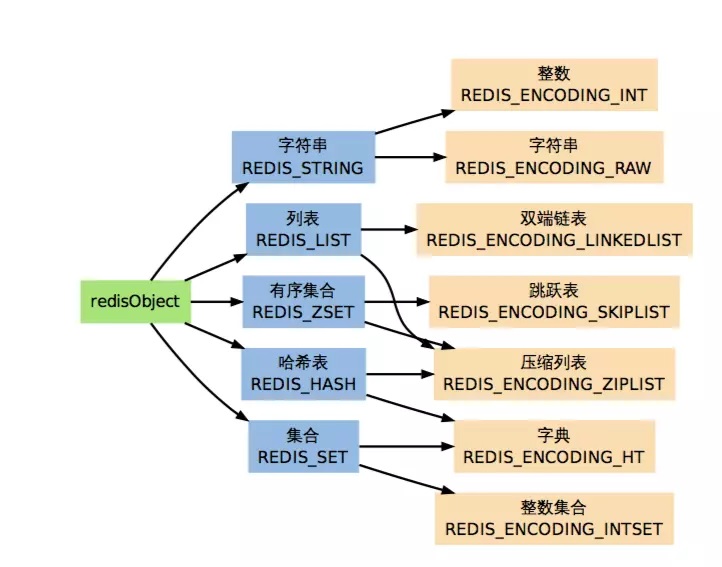 整数
REDIS_ENCODING_INT
字符串
REDIS_STRING
字符串
REDIS_ENCODING_RAW
列表
REDIS_LIST
双端链表
REDIS_ENCODING_LINKEDLIST
redisObject
有序集合
REDIS_ZSET
跳跃表
REDIS_ENCODING_SKIPLIST
哈希表
REDIS_HASH
压缩列表
REDIS_ENCODING_ZIPLIST
集合
REDIS_SET
字典
REDIS_ENCODING_HT
整数集合
REDIS_ENCODING_INTSET